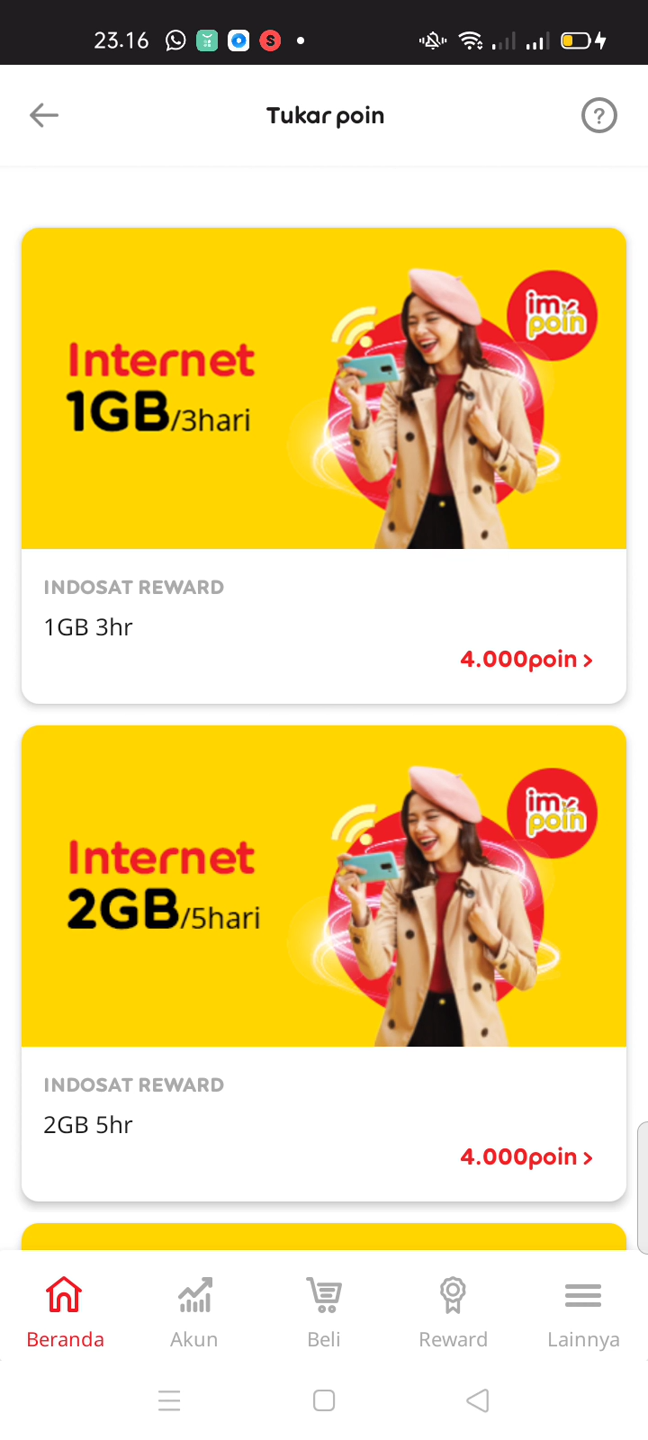 23.16
Tukar poin
?
Internet
1GB/3hari
im
poin
INDOSAT REWARD
1GB 3hr
4.000poin >
Internet
2GB/5hari
im
poin
INDOSAT REWARD
2GB 5hr
4.000poin >
Beranda
Akun
Beli
Reward
Lainnya